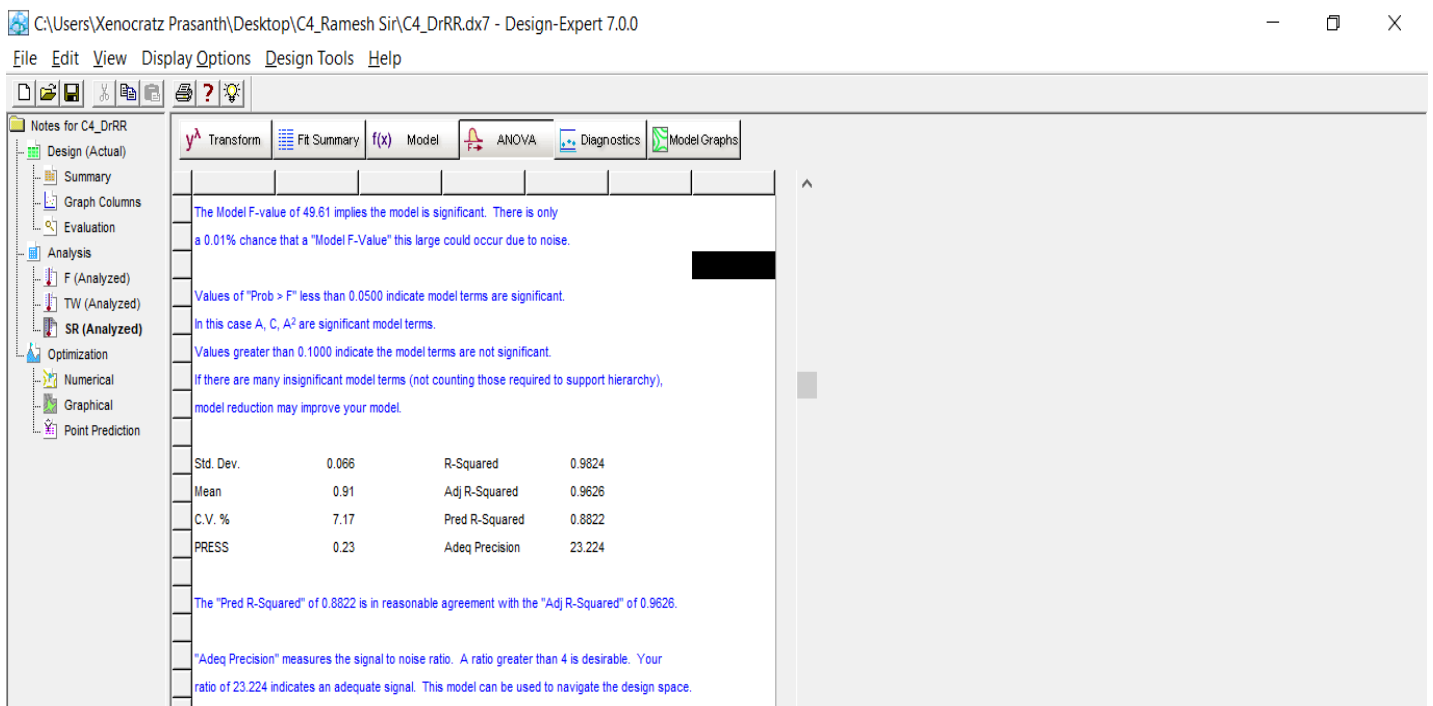 C:\Users\Xenocratz Prasanth\Desktop\C4_Ramesh Sir\C4_DrRR.dx7 - Design-Expert 7.0.0
File Edit View Display Options Design Tools Help
Notes for C4_DrRR
Design (Actual)
Summary
Graph Columns
Evaluation
Analysis
F (Analyzed)
TW (Analyzed)
SR (Analyzed)
Optimization
Numerical
Graphical
Point Prediction
yλ Transform Fit Summary f(x) Model ANOVA Diagnostics Model Graphs
The Model F-value of 49.61 implies the model is significant. There is only
a 0.01% chance that a "Model F-Value" this large could occur due to noise.
Values of "Prob > F" less than 0.0500 indicate model terms are significant.
In this case A, C, A² are significant model terms.
Values greater than 0.1000 indicate the model terms are not significant.
If there are many insignificant model terms (not counting those required to support hierarchy),
model reduction may improve your model.
Std. Dev. 0.066 R-Squared 0.9824
Mean 0.91 Adj R-Squared 0.9626
C.V. % 7.17 Pred R-Squared 0.8822
PRESS 0.23 Adeq Precision 23.224
The "Pred R-Squared" of 0.8822 is in reasonable agreement with the "Adj R-Squared" of 0.9626.
"Adeq Precision" measures the signal to noise ratio. A ratio greater than 4 is desirable. Your
ratio of 23.224 indicates an adequate signal. This model can be used to navigate the design space.